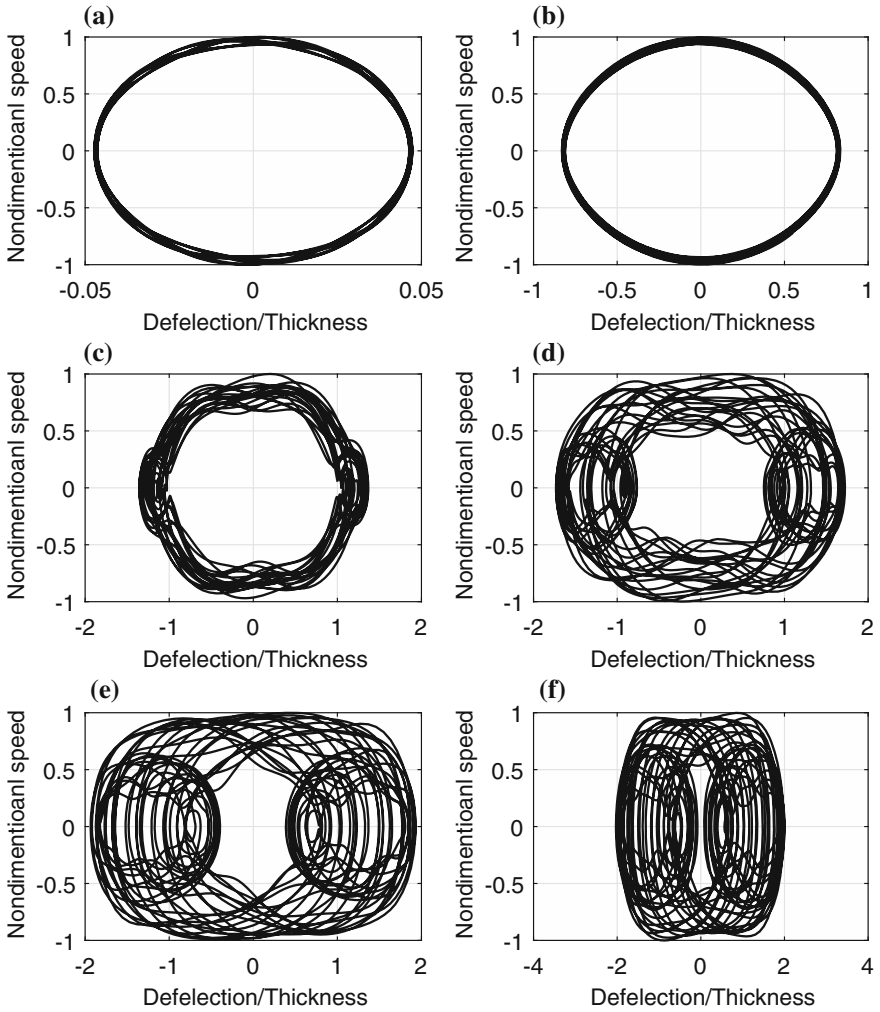 (a) (b)
Nondimentioanl speed
1
0.5
0
-0.5
-1
-0.05 0 0.05
Defelection/Thickness
Nondimentioanl speed
1
0.5
0
-0.5
-1
-1 -0.5 0 0.5 1
Defelection/Thickness
(c) (d)
Nondimentioanl speed
1
0.5
0
-0.5
-1
-2 -1 0 1 2
Defelection/Thickness
Nondimentioanl speed
1
0.5
0
-0.5
-1
-2 -1 0 1 2
Defelection/Thickness
(e) (f)
Nondimentioanl speed
1
0.5
0
-0.5
-1
-2 -1 0 1 2
Defelection/Thickness
Nondimentioanl speed
1
0.5
0
-0.5
-1
-4 -2 0 2 4
Defelection/Thickness